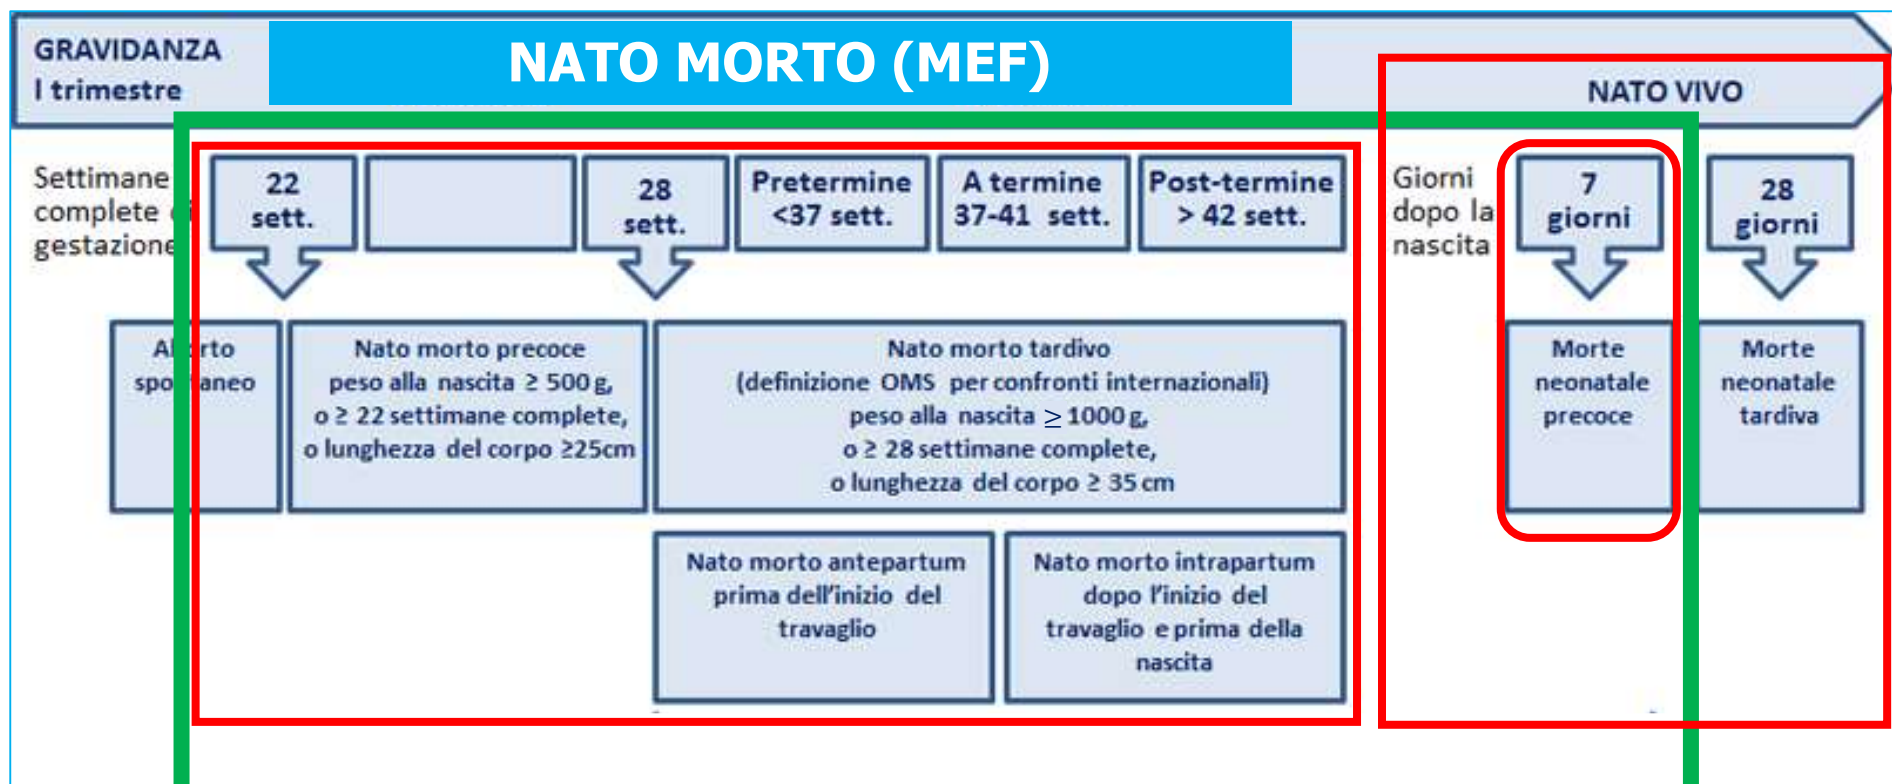 GRAVIDANZA
I trimestre
NATO MORTO (MEF)
NATO VIVO
Settimane
complete di
gestazione
22
sett.
28
sett.
Pretermine
<37 sett.
A termine
37-41 sett.
Post-termine
> 42 sett.
Giorni
dopo la
nascita
7
giorni
28
giorni
Aborto
spontaneo
Nato morto precoce
peso alla nascita ≥ 500 g,
o ≥ 22 settimane complete,
o lunghezza del corpo ≥25cm
Nato morto tardivo
(definizione OMS per confronti internazionali)
peso alla nascita ≥ 1000 g,
o ≥ 28 settimane complete,
o lunghezza del corpo ≥ 35 cm
Morte
neonatale
precoce
Morte
neonatale
tardiva
Nato morto antepartum
prima dell'inizio del
travaglio
Nato morto intrapartum
dopo l'inizio del
travaglio e prima della
nascita